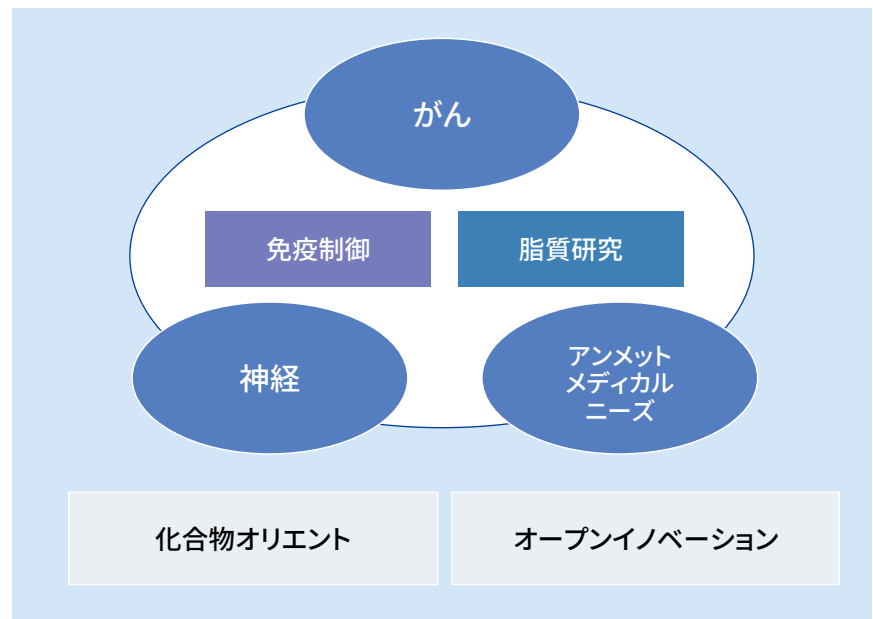 がん
免疫制御
脂質研究
神経
アンメット
メディカル
ニーズ
化合物オリエント
オープンイノベーション